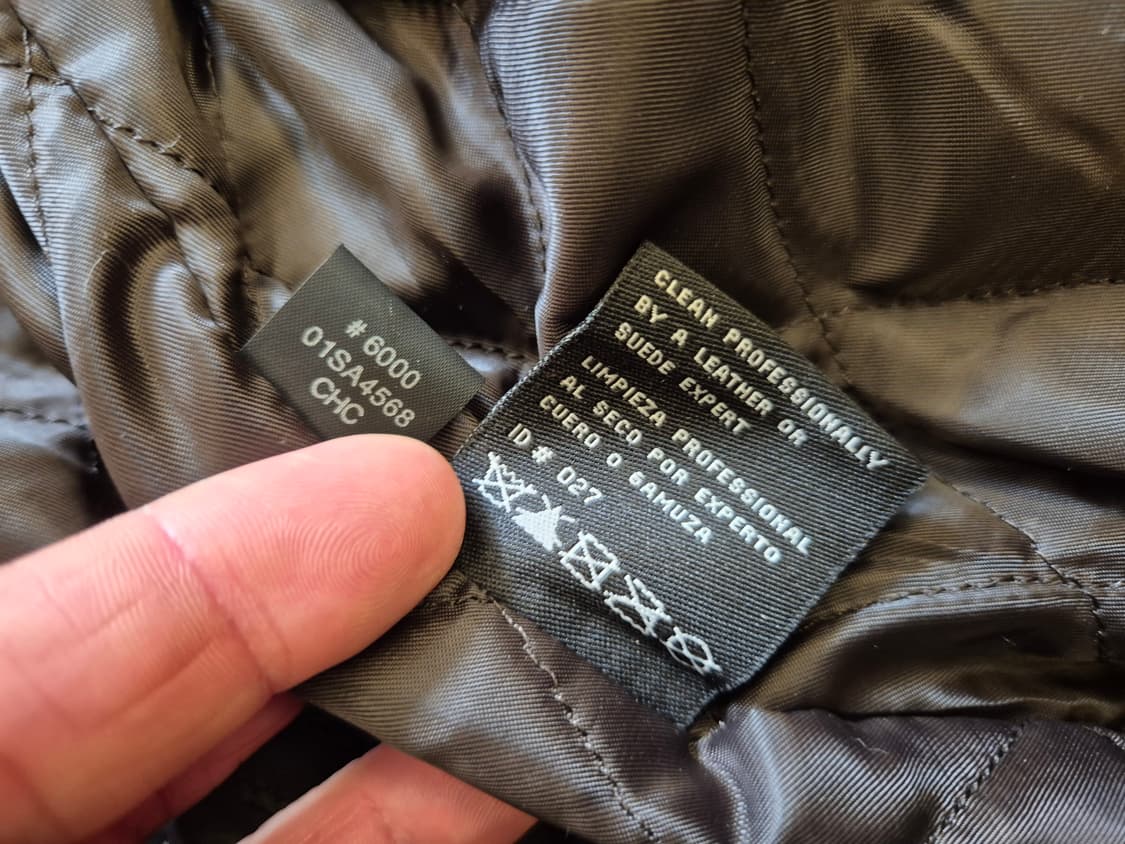 # 6000
01SA4568
CHC
CLEAN PROFESSIONALLY
BY A LEATHER OR
SUEDE EXPERT
LIMPIEZA PROFESSIONAL
AL SECO POR EXPERTO
CUERO O GAMUZA
ID # 027